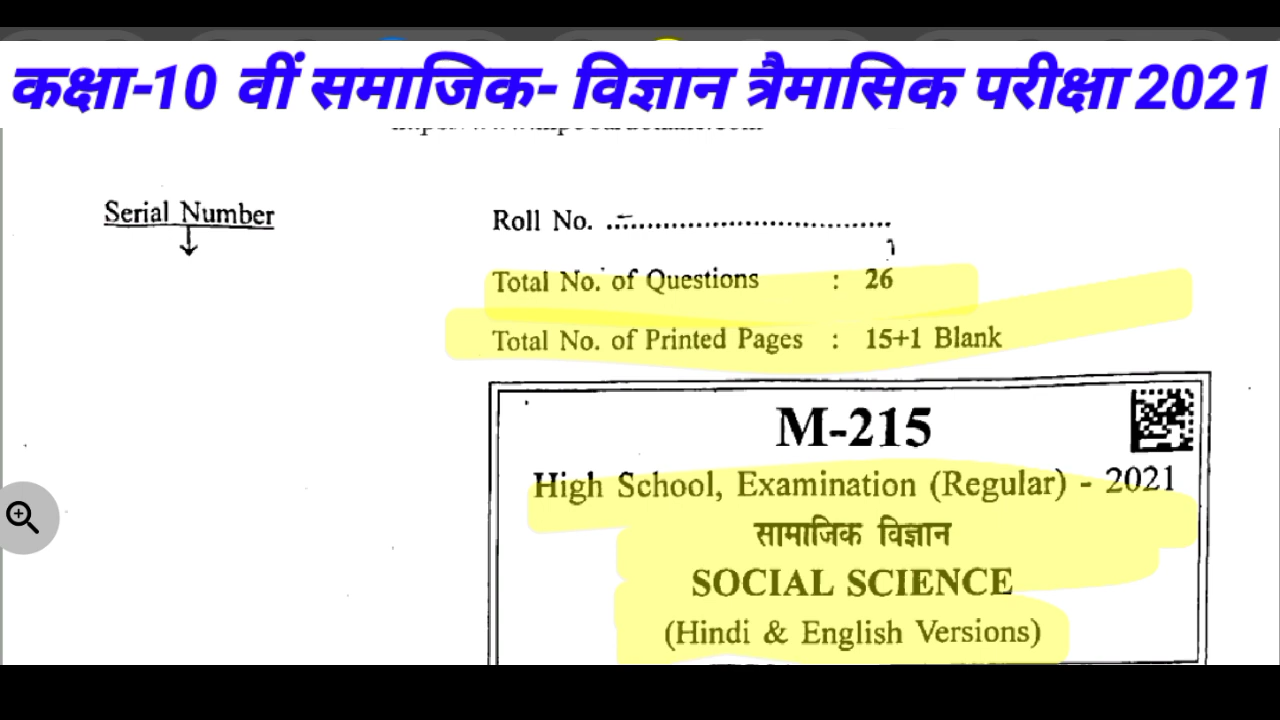 कक्षा-10 वीं समाजिक- विज्ञान त्रैमासिक परीक्षा 2021
Serial Number
Roll No. ................................
Total No. of Questions : 26
Total No. of Printed Pages : 15+1 Blank
M-215
High School, Examination (Regular) - 2021
सामाजिक विज्ञान
SOCIAL SCIENCE
(Hindi & English Versions)